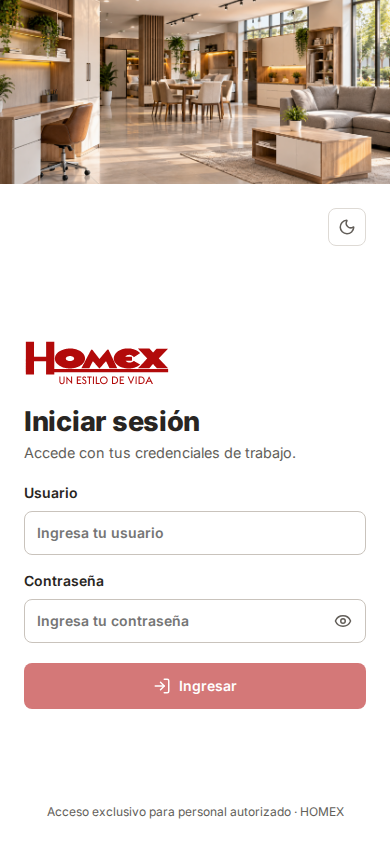 HOMEX
UN ESTILO DE VIDA
Iniciar sesión
Accede con tus credenciales de trabajo.
Usuario
Ingresa tu usuario
Contraseña
Ingresa tu contraseña
Ingresar
Acceso exclusivo para personal autorizado · HOMEX